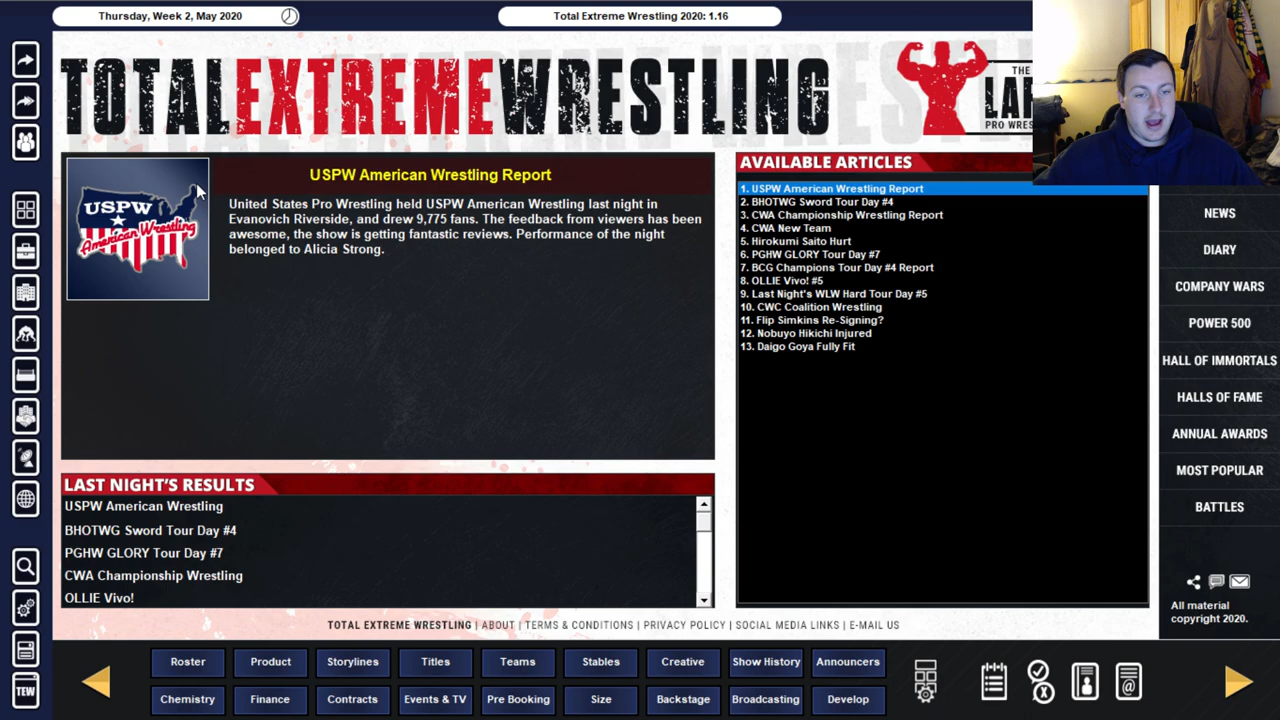 Thursday, Week 2, May 2020
Total Extreme Wrestling 2020: 1.16
TOTALEXTREMEWRESTLING
THE
PRO WRES
USPW
American Wrestling
USPW American Wrestling Report
United States Pro Wrestling held USPW American Wrestling last night in
Evanovich Riverside, and drew 9,775 fans. The feedback from viewers has been
awesome, the show is getting fantastic reviews. Performance of the night
belonged to Alicia Strong.
LAST NIGHT'S RESULTS
USPW American Wrestling
BHOTWG Sword Tour Day #4
PGHW GLORY Tour Day #7
CWA Championship Wrestling
OLLIE Vivo!
AVAILABLE ARTICLES
1. USPW American Wrestling Report
2. BHOTWG Sword Tour Day #4
3. CWA Championship Wrestling Report
4. CWA New Team
5. Hirokumi Saito Hurt
6. PGHW GLORY Tour Day #7
7. BCG Champions Tour Day #4 Report
8. OLLIE Vivo! #5
9. Last Night's WLW Hard Tour Day #5
10. CWC Coalition Wrestling
11. Flip Simkins Re-Signing?
12. Nobuyo Hikichi Injured
13. Daigo Goya Fully Fit
NEWS
DIARY
COMPANY WARS
POWER 500
HALL OF IMMORTALS
HALLS OF FAME
ANNUAL AWARDS
MOST POPULAR
BATTLES
All material
copyright 2020.
TOTAL EXTREME WRESTLING | ABOUT | TERMS & CONDITIONS | PRIVACY POLICY | SOCIAL MEDIA LINKS | E-MAIL US
TEW
Roster
Product
Storylines
Titles
Teams
Stables
Creative
Show History
Announcers
Chemistry
Finance
Contracts
Events & TV
Pre Booking
Size
Backstage
Broadcasting
Develop